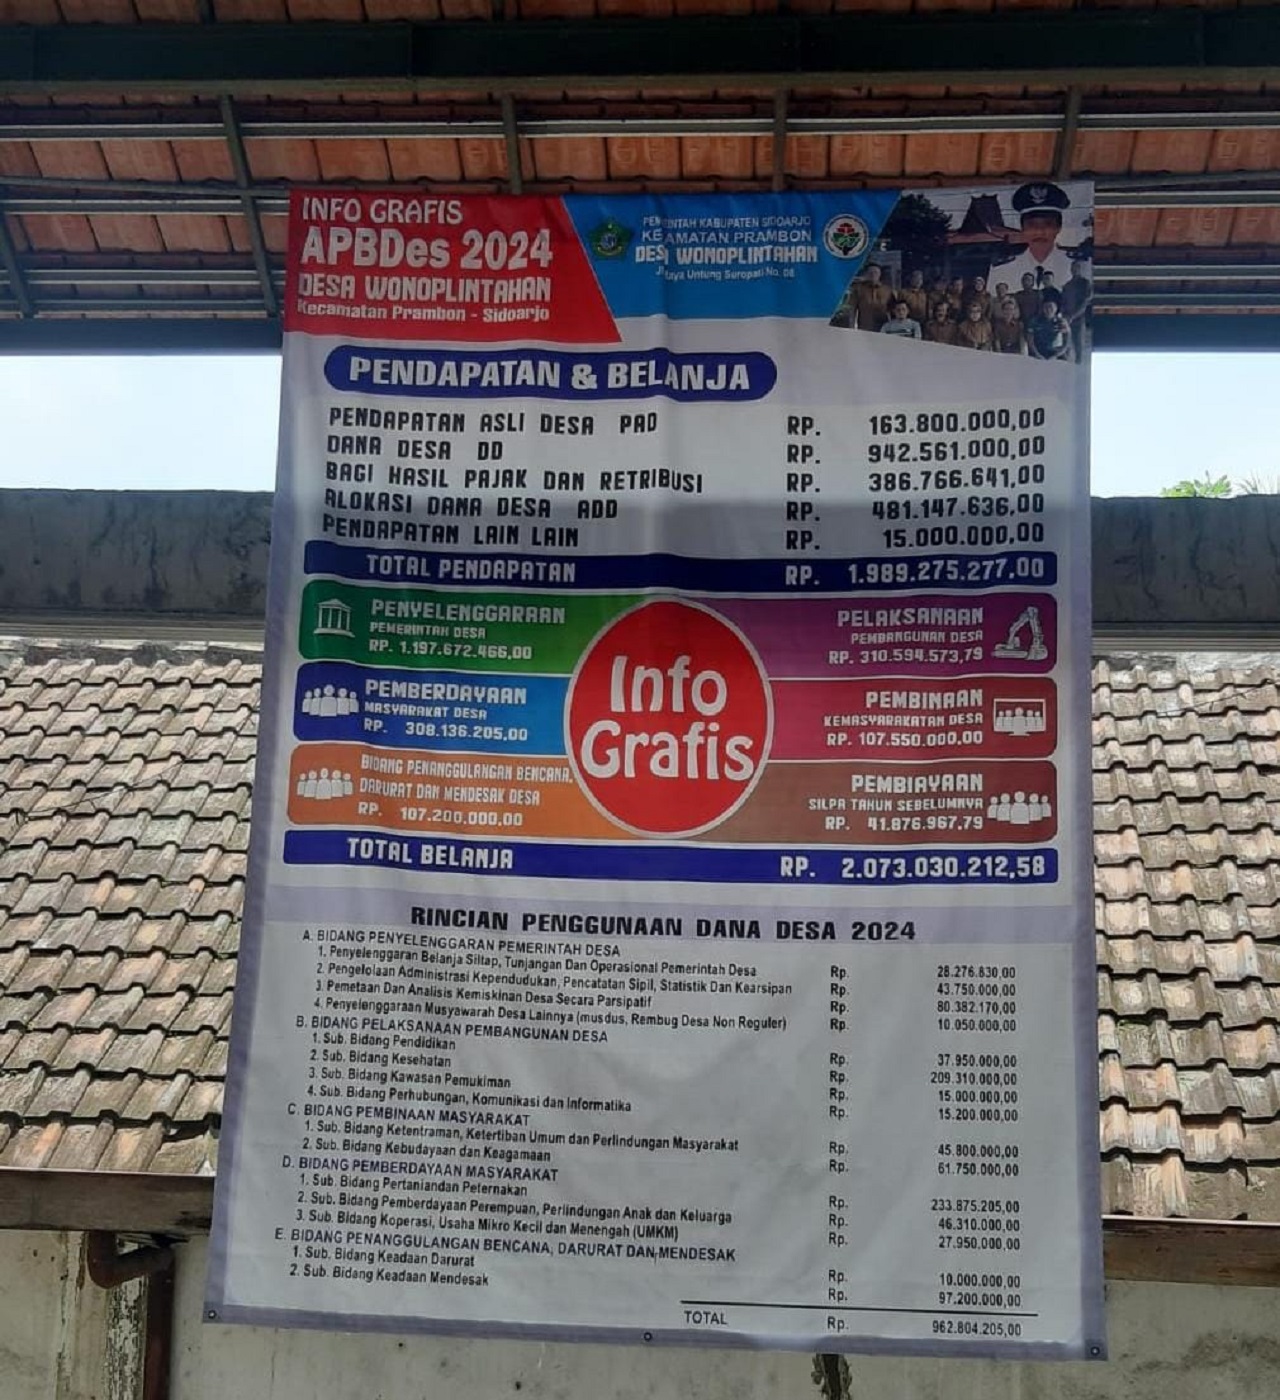 INFO GRAFIS
APBDes 2024
DESA WONOPLINTAHAN
Kecamatan Prambon - Sidoarjo
KABUPATEN SIDOARJO
PRAMBON
WONOPLINTAHAN
Untung Suropati No. 08
PENDAPATAN & BELANJA
PENDAPATAN ASLI DESA PAD RP. 163.800.000,00
DANA DESA DD RP. 942.561.000,00
BAGI HASIL PAJAK DAN RETRIBUSI RP. 386.766.641,00
ALOKASI DANA DESA ADD RP. 481.147.636,00
PENDAPATAN LAIN LAIN RP. 15.000.000,00
TOTAL PENDAPATAN RP. 1.989.275.277,00
PENYELENGGARAAN
PEMERINTAH DESA
RP. 1.197.672.466,00
PELAKSANAAN
PEMBANGUNAN DESA
RP. 310.594.573,79
PEMBERDAYAAN
MASYARAKAT DESA
RP. 308.136.205,00
PEMBINAAN
KEMASYARAKATAN DESA
RP. 107.550.000,00
BIDANG PENANGGULANGAN BENCANA,
DARURAT DAN MENDESAK DESA
RP. 107.200.000,00
PEMBIAYAAN
SILPA TAHUN SEBELUMNYA
RP. 41.876.967.79
Info
Grafis
TOTAL BELANJA RP. 2.073.030.212,58
RINCIAN PENGGUNAAN DANA DESA 2024
A. BIDANG PENYELENGGARAN PEMERINTAH DESA
1. Penyelenggaran Belanja Siltap, Tunjangan Dan Operasional Pemerintah Desa Rp. 28.276.830,00
2. Pengelolaan Administrasi Kependudukan, Pencatatan Sipil, Statistik Dan Kearsipan Rp. 43.750.000,00
3. Pemetaan Dan Analisis Kemiskinan Desa Secara Parsipatif Rp. 80.382.170,00
4. Penyelenggaraan Musyawarah Desa Lainnya (musdus, Rembug Desa Non Reguler) Rp. 10.050.000,00
B. BIDANG PELAKSANAAN PEMBANGUNAN DESA
1. Sub. Bidang Pendidikan Rp. 37.950.000,00
2. Sub. Bidang Kesehatan Rp. 209.310.000,00
3. Sub. Bidang Kawasan Pemukiman Rp. 15.000.000,00
4. Sub. Bidang Perhubungan, Komunikasi dan Informatika Rp. 15.200.000,00
C. BIDANG PEMBINAAN MASYARAKAT
1. Sub. Bidang Ketentraman, Ketertiban Umum dan Perlindungan Masyarakat Rp. 45.800.000,00
2. Sub. Bidang Kebudayaan dan Keagamaan Rp. 61.750.000,00
D. BIDANG PEMBERDAYAAN MASYARAKAT
1. Sub. Bidang Pertaniandan Peternakan Rp. 233.875.205,00
2. Sub. Bidang Pemberdayaan Perempuan, Perlindungan Anak dan Keluarga Rp. 46.310.000,00
3. Sub. Bidang Koperasi, Usaha Mikro Kecil dan Menengah (UMKM) Rp. 27.950.000,00
E. BIDANG PENANGGULANGAN BENCANA, DARURAT DAN MENDESAK
1. Sub. Bidang Keadaan Darurat Rp. 10.000.000,00
2. Sub. Bidang Keadaan Mendesak Rp. 97.200.000,00
TOTAL Rp. 962.804.205,00